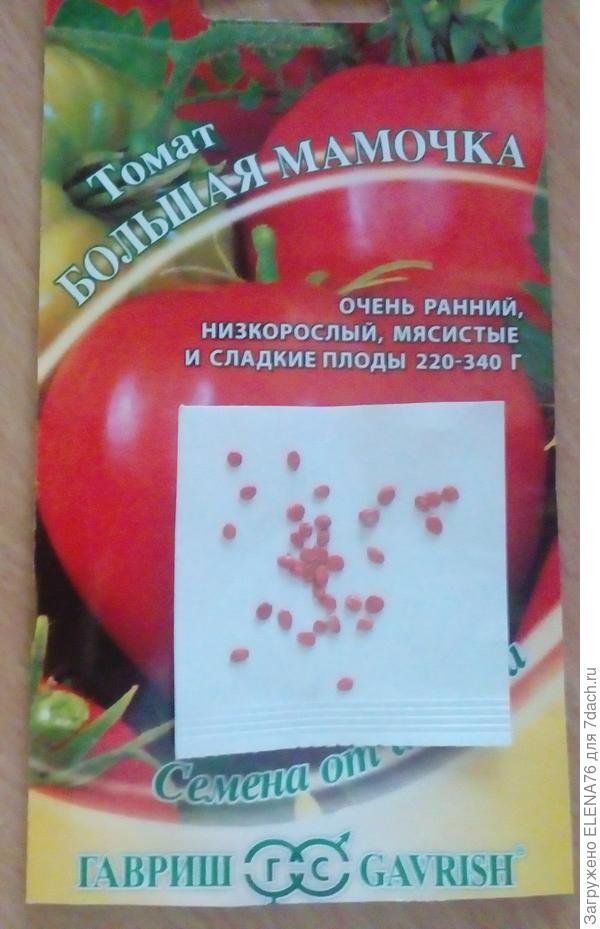 Томат
БОЛЬШАЯ МАМОЧКА
ОЧЕНЬ РАННИЙ,
НИЗКОРОСЛЫЙ, МЯСИСТЫЕ
И СЛАДКИЕ ПЛОДЫ 220-340 Г
Семена от
ГАВРИШ ГС GAVRISH®
Загружено ELENA76 для 7dach.ru